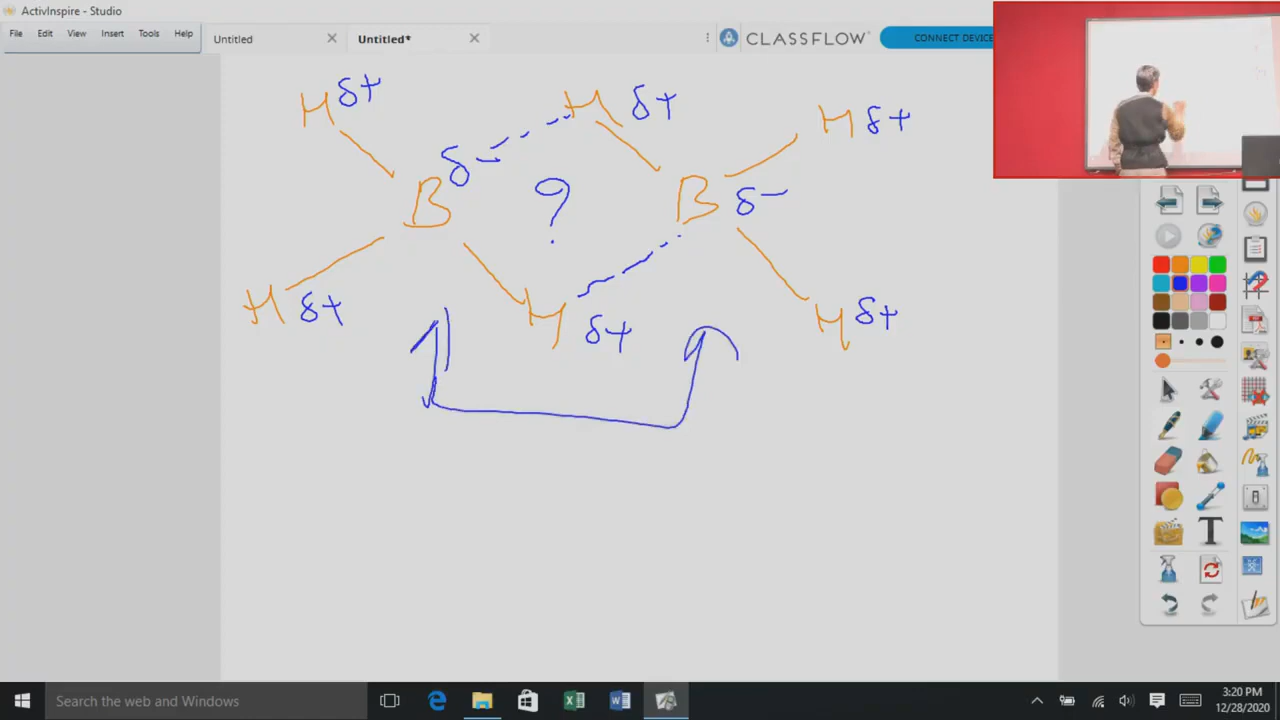 ActivInspire - Studio
File Edit View Insert Tools Help
Untitled
Untitled*
CLASSFLOW
CONNECT DEVICE
H δ+ H δ+ H δ+
B δ ? B δ-
H δ+ H δ+ H δ+
T
Search the web and Windows
3:20 PM
12/28/2020